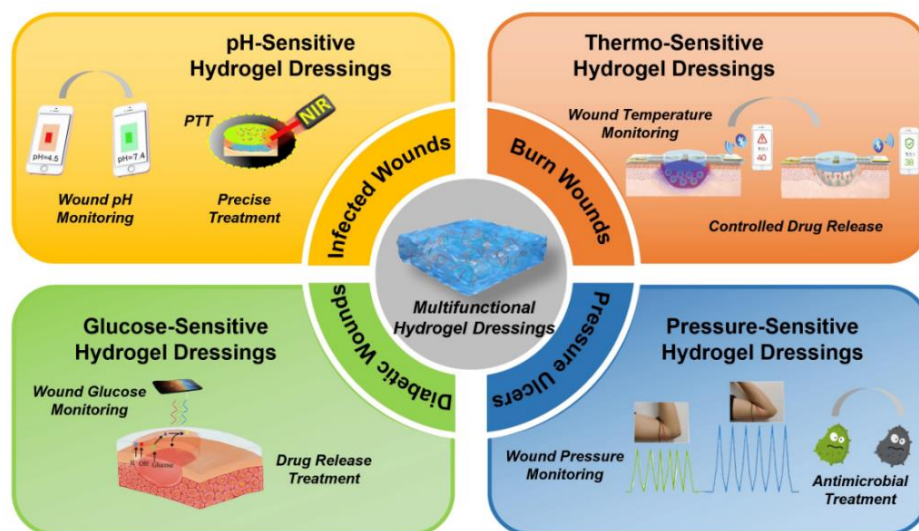 pH-Sensitive
Hydrogel Dressings
PTT
NIR
pH=4.5
pH=7.4
Wound pH
Monitoring
Precise
Treatment
Infected Wounds
Thermo-Sensitive
Hydrogel Dressings
Wound Temperature
Monitoring
40
38
Controlled Drug Release
Burn Wounds
Multifunctional
Hydrogel Dressings
Glucose-Sensitive
Hydrogel Dressings
Wound Glucose
Monitoring
Glucose
Drug Release
Treatment
Diabetic Wounds
Pressure-Sensitive
Hydrogel Dressings
Wound Pressure
Monitoring
Antimicrobial
Treatment
Pressure Ulcers